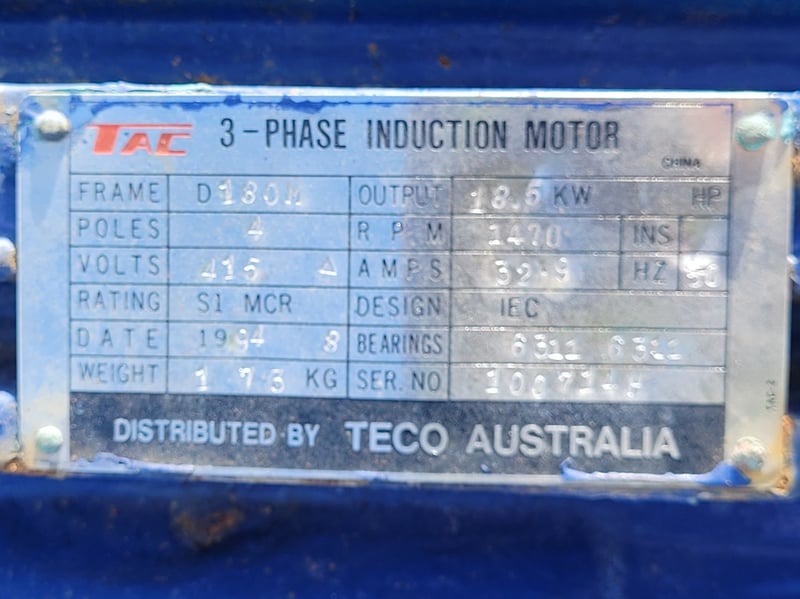 TAC 3-PHASE INDUCTION MOTOR
CHINA
FRAME D180M OUTPUT 18.5 KW HP
POLES 4 R P M 1470 INS
VOLTS 415 Δ AMPS 32.9 HZ 50
RATING S1 MCR DESIGN IEC
DATE 1994 8 BEARINGS 6311 6311
WEIGHT 173 KG SER. NO
DISTRIBUTED BY TECO AUSTRALIA